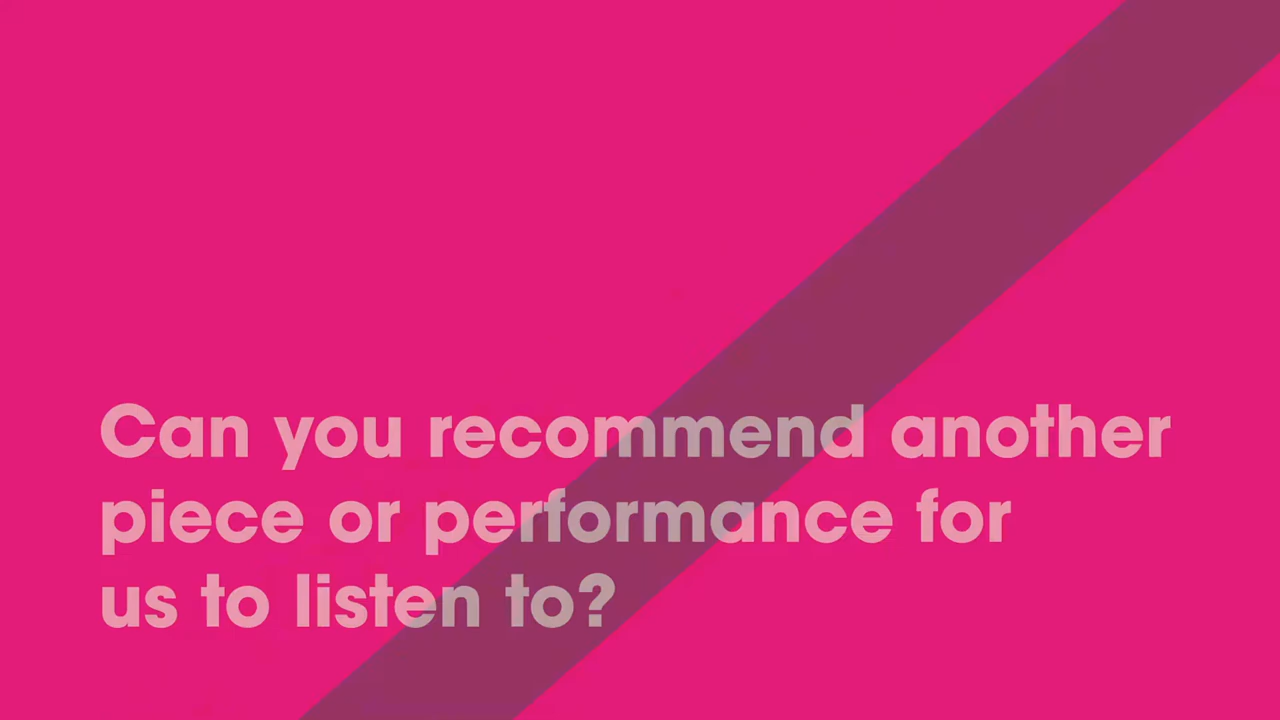 Can you recommend another
piece or performance for
us to listen to?